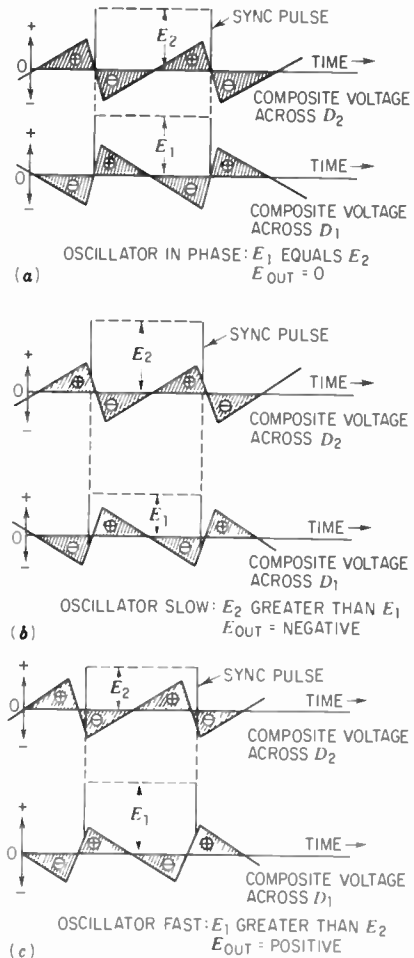 +
E₂
SYNC PULSE
0
⊕
⊕
TIME →
⊖
⊖
−
COMPOSITE VOLTAGE
ACROSS D₂
+
E₁
0
⊕
⊕
TIME →
⊖
⊖
−
COMPOSITE VOLTAGE
ACROSS D₁
OSCILLATOR IN PHASE: E₁ EQUALS E₂
(a) E OUT = 0
+
E₂
SYNC PULSE
0
⊕
⊕
TIME →
⊖
⊖
−
COMPOSITE VOLTAGE
ACROSS D₂
+
E₁
0
⊕
⊕
TIME →
⊖
⊖
−
COMPOSITE VOLTAGE
ACROSS D₁
OSCILLATOR SLOW: E₂ GREATER THAN E₁
(b) E OUT = NEGATIVE
+
E₂
SYNC PULSE
0
⊕
⊕
TIME →
⊖
⊖
−
COMPOSITE VOLTAGE
ACROSS D₂
+
E₁
0
⊕
⊕
TIME →
⊖
⊖
−
COMPOSITE VOLTAGE
ACROSS D₁
OSCILLATOR FAST: E₁ GREATER THAN E₂
(c) E OUT = POSITIVE